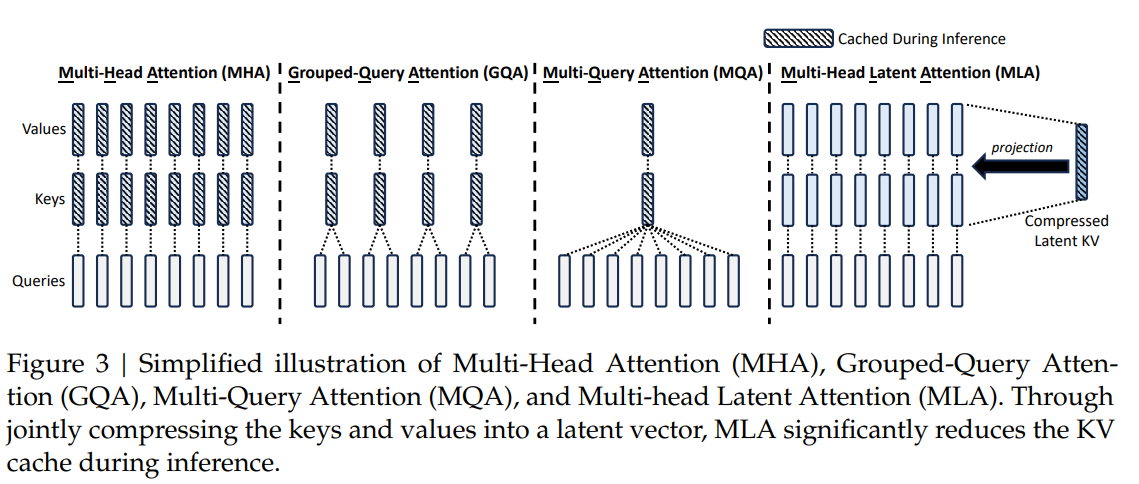 Cached During Inference
Multi-Head Attention (MHA)
Grouped-Query Attention (GQA)
Multi-Query Attention (MQA)
Multi-Head Latent Attention (MLA)
Values
Keys
Queries
projection
Compressed
Latent KV
Figure 3 | Simplified illustration of Multi-Head Attention (MHA), Grouped-Query Atten-
tion (GQA), Multi-Query Attention (MQA), and Multi-head Latent Attention (MLA). Through
jointly compressing the keys and values into a latent vector, MLA significantly reduces the KV
cache during inference.